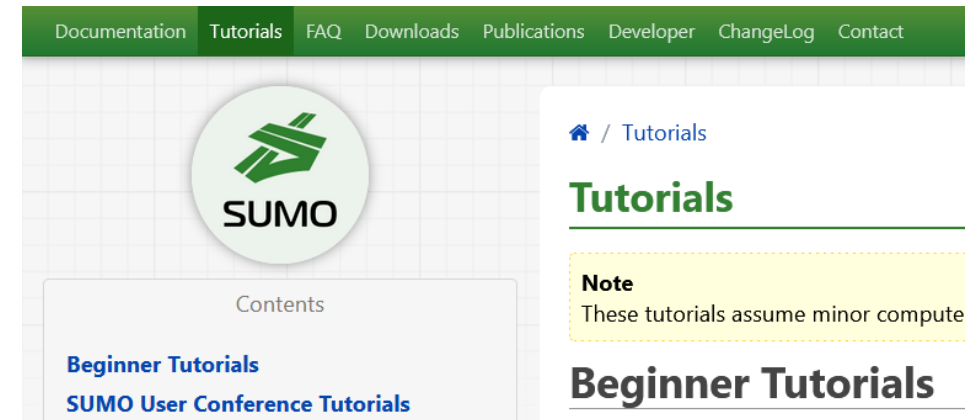 Documentation Tutorials FAQ Downloads Publications Developer ChangeLog Contact
SUMO
Contents
Beginner Tutorials
SUMO User Conference Tutorials
/ Tutorials
Tutorials
Note
These tutorials assume minor compute
Beginner Tutorials